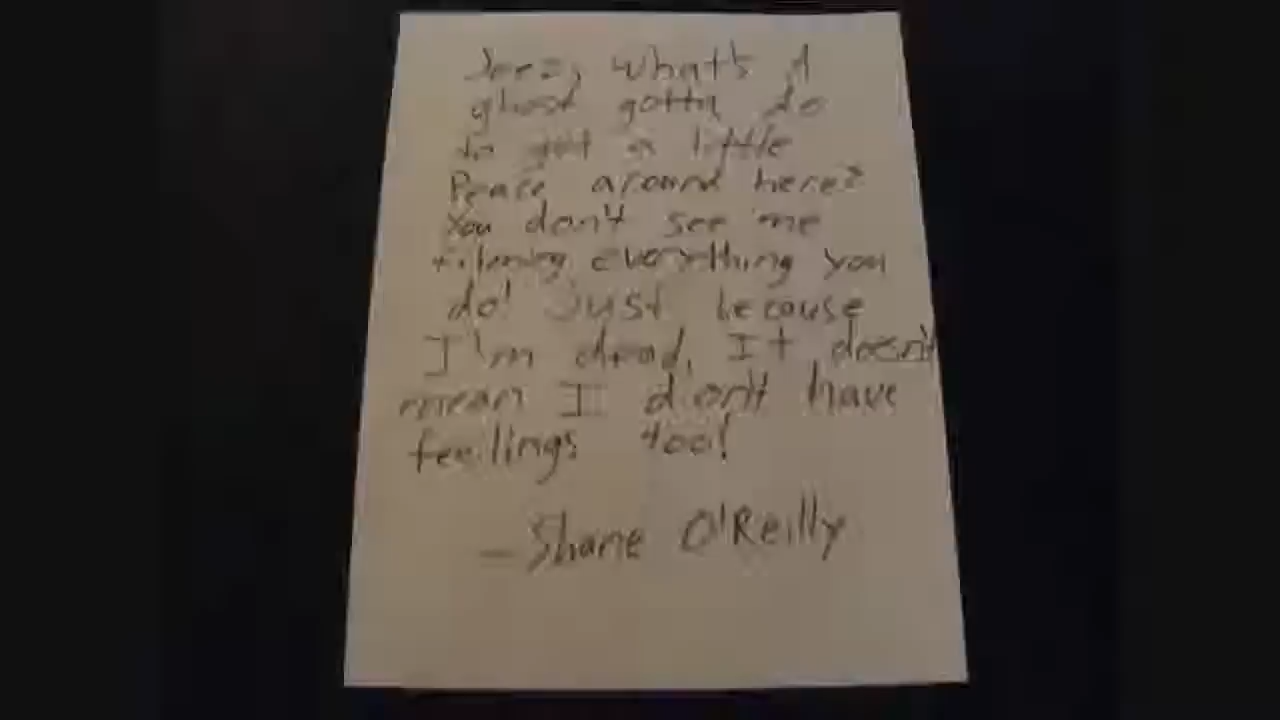 Jeez, what's A
ghost gotta do
to get a little
Peace around here?
You don't see me
filming everything you
do! Just because
I'm dead, It doesn't
mean I don't have
feelings too!
- Shane O'Reilly